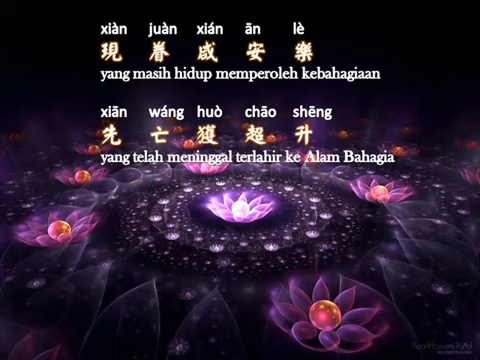 xiàn juàn xián ān lè
現眷咸安樂
yang masih hidup memperoleh kebahagiaan
xiān wáng huò chāo shēng
先亡獲超升
yang telah meninggal terlahir ke Alam Bahagia